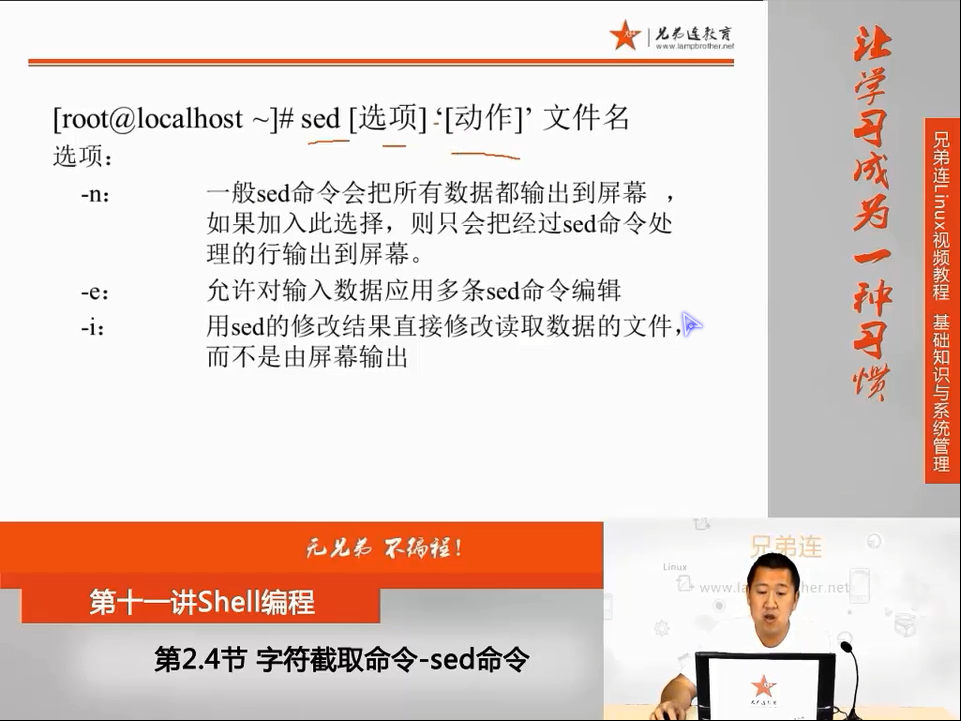 兄弟连教育
www.lampbrother.net
[root@localhost ~]# sed [选项] ‘[动作]’ 文件名
选项：
-n： 一般sed命令会把所有数据都输出到屏幕 ，
如果加入此选择，则只会把经过sed命令处
理的行输出到屏幕。
-e： 允许对输入数据应用多条sed命令编辑
-i： 用sed的修改结果直接修改读取数据的文件，
而不是由屏幕输出
让学习成为一种习惯
兄弟连Linux视频教程 基础知识与系统管理
无兄弟 不编程！
第十一讲Shell编程
第2.4节 字符截取命令-sed命令
兄弟连
Linux